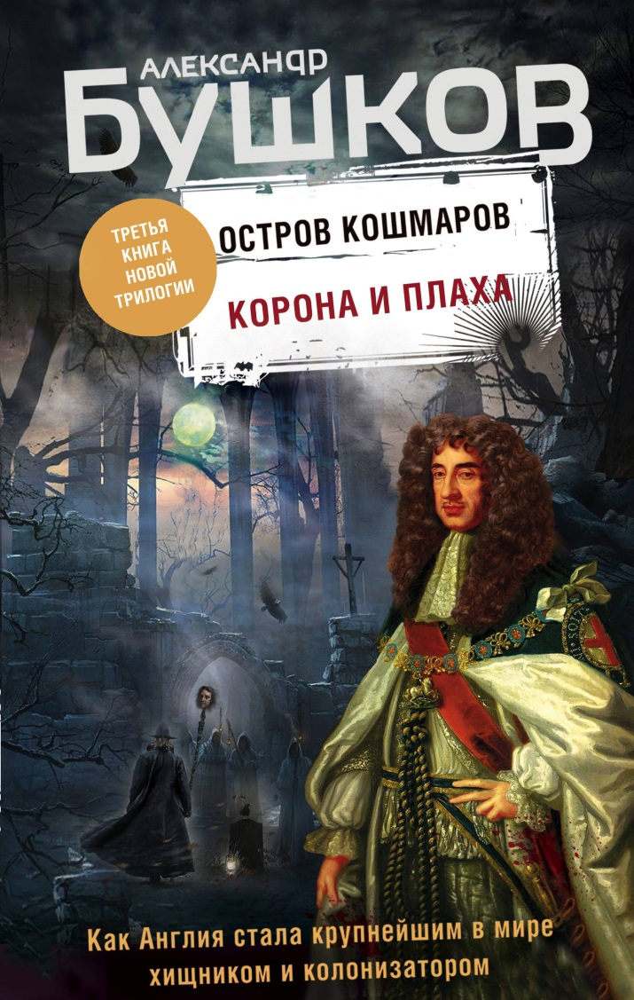 АЛЕКСАНДР
БУШКОВ
ТРЕТЬЯ
КНИГА
НОВОЙ
ТРИЛОГИИ
ОСТРОВ КОШМАРОВ
КОРОНА И ПЛАХА
Как Англия стала крупнейшим в мире
хищником и колонизатором